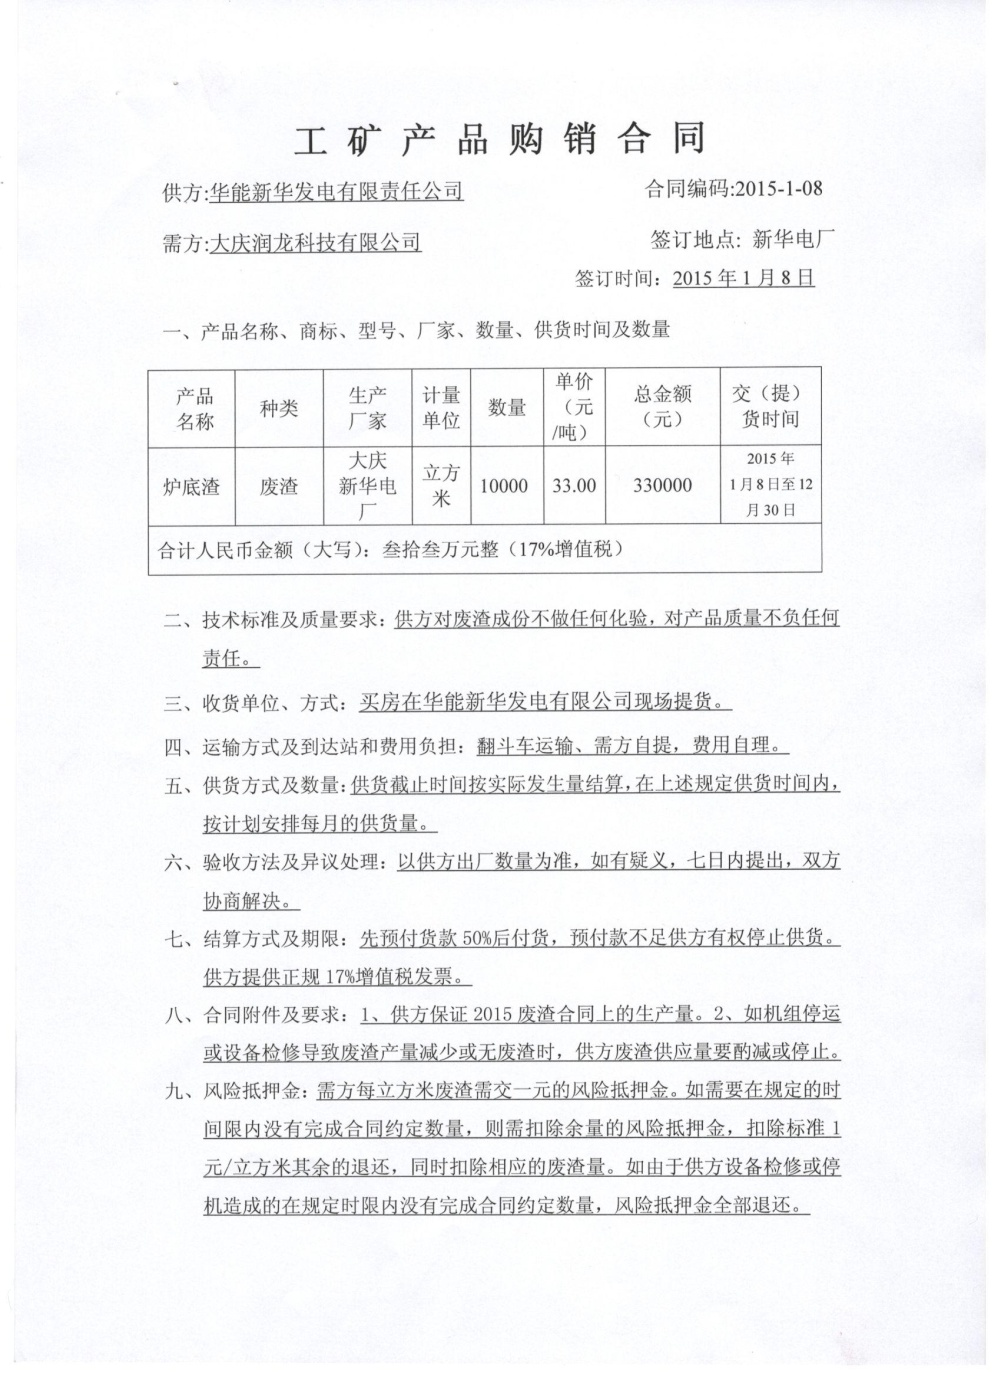 工矿产品购销合同
供方:华能新华发电有限责任公司 合同编码:2015-1-08
需方:大庆润龙科技有限公司 签订地点: 新华电厂
签订时间：2015年1月8日
一、产品名称、商标、型号、厂家、数量、供货时间及数量
产品名称 种类 生产厂家 计量单位 数量 单价（元/吨） 总金额（元） 交（提）货时间
炉底渣 废渣 大庆新华电厂 立方米 10000 33.00 330000 2015年1月8日至12月30日
合计人民币金额（大写）：叁拾叁万元整（17%增值税）
二、技术标准及质量要求：供方对废渣成份不做任何化验，对产品质量不负任何
责任。
三、收货单位、方式：买房在华能新华发电有限公司现场提货。
四、运输方式及到达站和费用负担：翻斗车运输、需方自提，费用自理。
五、供货方式及数量：供货截止时间按实际发生量结算，在上述规定供货时间内，
按计划安排每月的供货量。
六、验收方法及异议处理：以供方出厂数量为准，如有疑义，七日内提出，双方
协商解决。
七、结算方式及期限：先预付货款50%后付货，预付款不足供方有权停止供货。
供方提供正规17%增值税发票。
八、合同附件及要求：1、供方保证2015废渣合同上的生产量。2、如机组停运
或设备检修导致废渣产量减少或无废渣时，供方废渣供应量要酌减或停止。
九、风险抵押金：需方每立方米废渣需交一元的风险抵押金。如需要在规定的时
间限内没有完成合同约定数量，则需扣除余量的风险抵押金，扣除标准1
元/立方米其余的退还，同时扣除相应的废渣量。如由于供方设备检修或停
机造成的在规定时限内没有完成合同约定数量，风险抵押金全部退还。